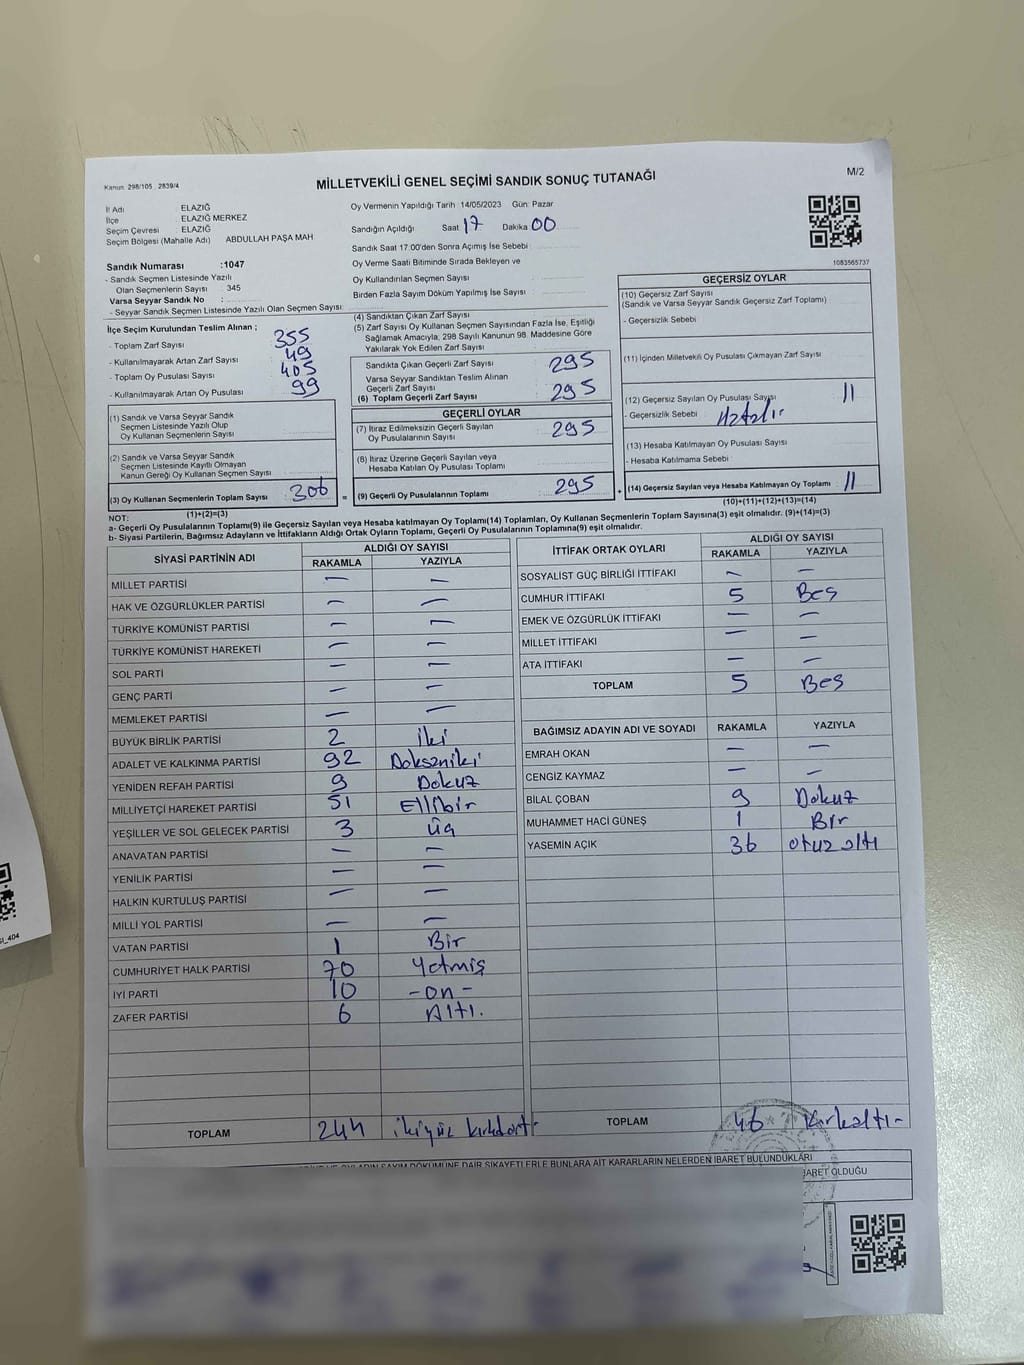 Kanun: 298/105 , 2839/4
MİLLETVEKİLİ GENEL SEÇİMİ SANDIK SONUÇ TUTANAĞI
M/2
İl Adı : ELAZIĞ
İlçe : ELAZIĞ MERKEZ
Seçim Çevresi : ELAZIĞ
Seçim Bölgesi (Mahalle Adı) ABDULLAH PAŞA MAH
Sandık Numarası :1047
- Sandık Seçmen Listesinde Yazılı
Olan Seçmenlerin Sayısı : 345
Varsa Seyyar Sandık No :
- Seyyar Sandık Seçmen Listesinde Yazılı Olan Seçmen Sayısı:
Oy Vermenin Yapıldığı Tarih :14/05/2023 Gün: Pazar
Sandığın Açıldığı Saat: 17 Dakika 00
Sandık Saat 17:00'den Sonra Açımış İse Sebebi :
Oy Verme Saati Bitiminde Sırada Bekleyen ve
Oy Kullandırılan Seçmen Sayısı :
Birden Fazla Sayım Döküm Yapılmış İse Sayısı :
1083565737
İlçe Seçim Kurulundan Teslim Alınan ;
- Toplam Zarf Sayısı : 355
- Kullanılmayarak Artan Zarf Sayısı : 49
- Toplam Oy Pusulası Sayısı : 405
- Kullanılmayarak Artan Oy Pusulası : 99
(1) Sandık ve Varsa Seyyar Sandık
Seçmen Listesinde Yazılı Olup
Oy Kullanan Seçmenlerin Sayısı
(2) Sandık ve Varsa Seyyar Sandık
Seçmen Listesinde Kayıtlı Olmayan
Kanun Gereği Oy Kullanan Seçmen Sayısı
(3) Oy Kullanan Seçmenlerin Toplam Sayısı : 306
(1)+(2)=(3)
(4) Sandıktan Çıkan Zarf Sayısı
(5) Zarf Sayısı Oy Kullanan Seçmen Sayısından Fazla İse, Eşitliği
Sağlamak Amacıyla, 298 Sayılı Kanunun 98. Maddesine Göre
Yakılarak Yok Edilen Zarf Sayısı
Sandıkta Çıkan Geçerli Zarf Sayısı : 295
Varsa Seyyar Sandıktan Teslim Alınan
Geçerli Zarf Sayısı
(6) Toplam Geçerli Zarf Sayısı : 295
GEÇERLİ OYLAR
(7) İtiraz Edilmeksizin Geçerli Sayılan
Oy Pusulalarının Sayısı : 295
(8) İtiraz Üzerine Geçerli Sayılan veya
Hesaba Katılan Oy Pusulası Toplamı
= (9) Geçerli Oy Pusulalarının Toplamı : 295
GEÇERSİZ OYLAR
(10) Geçersiz Zarf Sayısı
(Sandık ve Varsa Seyyar Sandık Geçersiz Zarf Toplamı)
- Geçersizlik Sebebi :
(11) İçinden Milletvekili Oy Pusulası Çıkmayan Zarf Sayısı
(12) Geçersiz Sayılan Oy Pusulası Sayısı : 11
- Geçersizlik Sebebi :
(13) Hesaba Katılmayan Oy Pusulası Sayısı :
- Hesaba Katılmama Sebebi :
+ (14) Geçersiz Sayılan veya Hesaba Katılmayan Oy Toplamı : 11
(10)+(11)+(12)+(13)=(14)
NOT:
a- Geçerli Oy Pusulalarının Toplamı(9) ile Geçersiz Sayılan veya Hesaba katılmayan Oy Toplamı(14) Toplamları, Oy Kullanan Seçmenlerin Toplam Sayısına(3) eşit olmalıdır. (9)+(14)=(3)
b- Siyasi Partilerin, Bağımsız Adayların ve İttifakların Aldığı Ortak Oyların Toplamı, Geçerli Oy Pusulalarının Toplamına(9) eşit olmalıdır.
SİYASİ PARTİNİN ADI ALDIĞI OY SAYISI
RAKAMLA YAZIYLA
MİLLET PARTİSİ — —
HAK VE ÖZGÜRLÜKLER PARTİSİ — —
TÜRKİYE KOMÜNİST PARTİSİ — —
TÜRKİYE KOMÜNİST HAREKETİ — —
SOL PARTİ — —
GENÇ PARTİ — —
MEMLEKET PARTİSİ — —
BÜYÜK BİRLİK PARTİSİ 2 İki
ADALET VE KALKINMA PARTİSİ 92 Doksaniki
YENİDEN REFAH PARTİSİ 9 Dokuz
MİLLİYETÇİ HAREKET PARTİSİ 51 Ellibir
YEŞİLLER VE SOL GELECEK PARTİSİ 3 Üç
ANAVATAN PARTİSİ — —
YENİLİK PARTİSİ — —
HALKIN KURTULUŞ PARTİSİ — —
MİLLİ YOL PARTİSİ — —
VATAN PARTİSİ 1 Bir
CUMHURİYET HALK PARTİSİ 70 Yetmiş
İYİ PARTİ 10 -on-
ZAFER PARTİSİ 6 Altı.
TOPLAM 244 ikiyüz kırkdört-
İTTİFAK ORTAK OYLARI ALDIĞI OY SAYISI
RAKAMLA YAZIYLA
SOSYALİST GÜÇ BİRLİĞİ İTTİFAKI — —
CUMHUR İTTİFAKI 5 Beş
EMEK VE ÖZGÜRLÜK İTTİFAKI — —
MİLLET İTTİFAKI — —
ATA İTTİFAKI — —
TOPLAM 5 Beş
BAĞIMSIZ ADAYIN ADI VE SOYADI RAKAMLA YAZIYLA
EMRAH OKAN — —
CENGİZ KAYMAZ — —
BİLAL ÇOBAN 9 Dokuz
MUHAMMET HACI GÜNEŞ 1 Bir
YASEMİN AÇIK 36 otuz altı
TOPLAM 46 Kırkaltı-
DÖKÜMÜNE DAİR ŞİKAYETLERLE BUNLARA AİT KARARLARIN NELERDEN İBARET BULUNDUKLARI
İBARET OLDUĞU
404